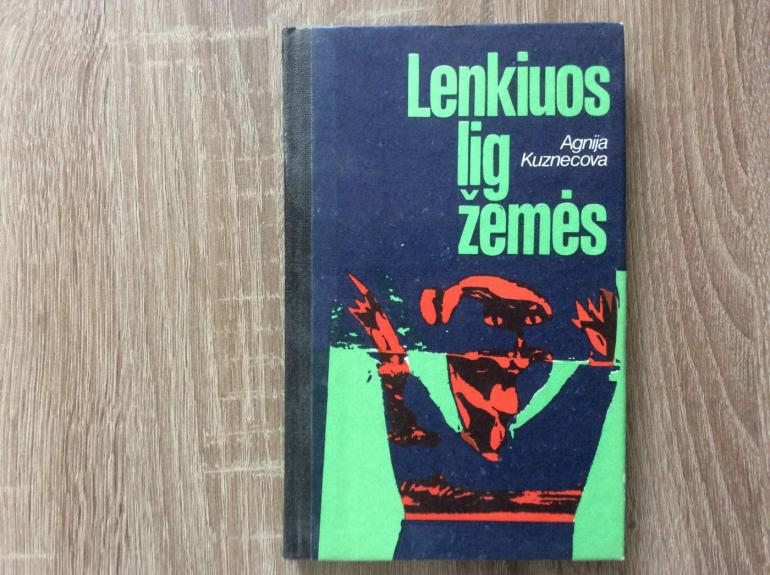 Lenkiuos
lig
žemės
Agnija
Kuznecova